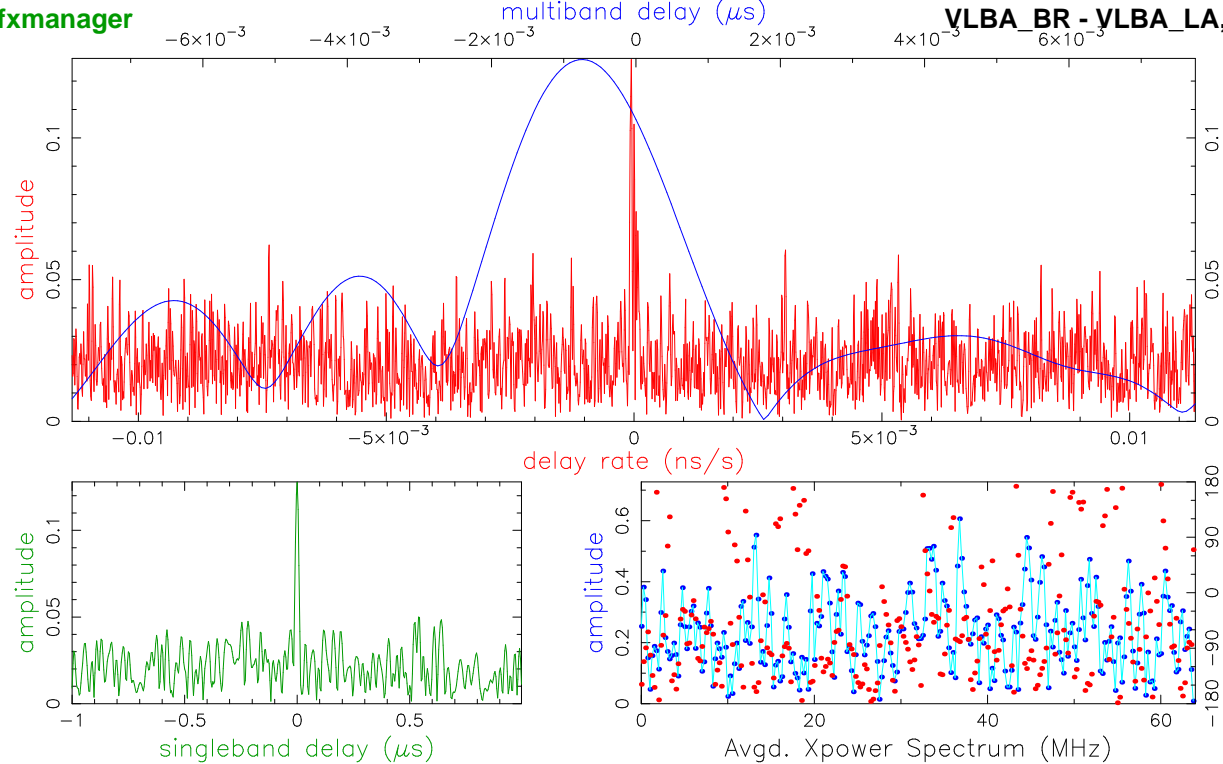 fxmanager
multiband delay (μs)
VLBA_BR - VLBA_LA,
−6×10⁻³ −4×10⁻³ −2×10⁻³ 0 2×10⁻³ 4×10⁻³ 6×10⁻³
amplitude
0.1
0.05
0
0.1
0.05
0
−0.01 −5×10⁻³ 0 5×10⁻³ 0.01
delay rate (ns/s)
amplitude
0.1
0.05
0
−1 −0.5 0 0.5
singleband delay (μs)
amplitude
0.6
0.4
0.2
0
180
90
0
−90
−180
0 20 40 60
Avgd. Xpower Spectrum (MHz)